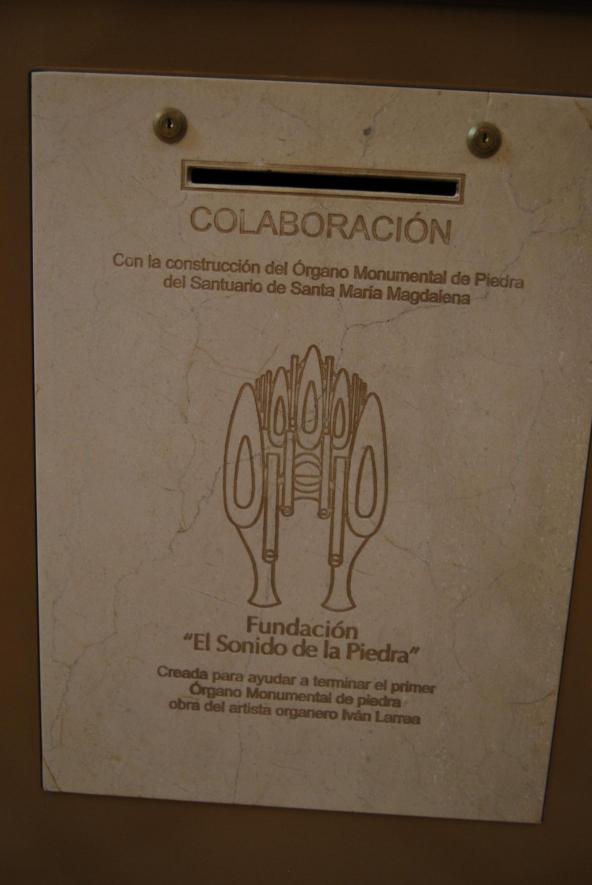 COLABORACIÓN
Con la construcción del Órgano Monumental de Piedra
del Santuario de Santa María Magdalena
Fundación
"El Sonido de la Piedra"
Creada para ayudar a terminar el primer
Órgano Monumental de piedra
obra del artista organero Iván Larrea